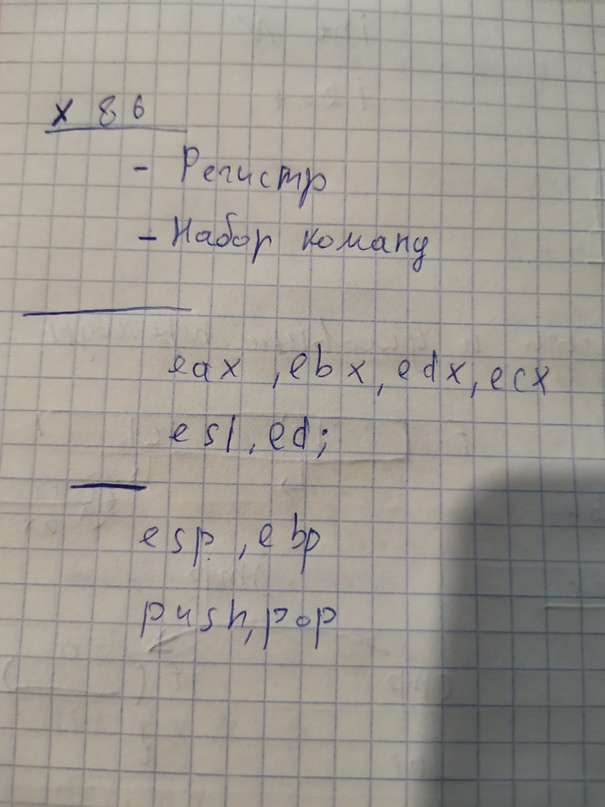 x 86
- Регистр
- Набор команд
eax , ebx, edx, ecx
esi, edi
esp, ebp
push, pop